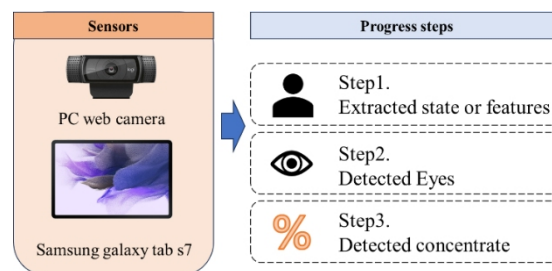 Sensors
PC web camera
Samsung galaxy tab s7
Progress steps
Step1.
Extracted state or features
Step2.
Detected Eyes
%
Step3.
Detected concentrate